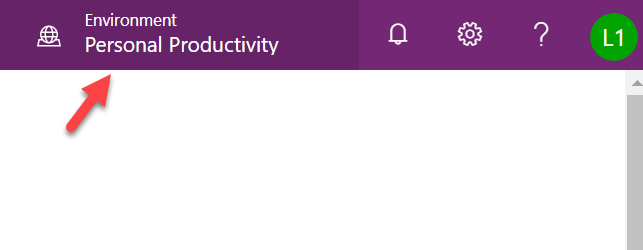 Environment
Personal Productivity
?
L1